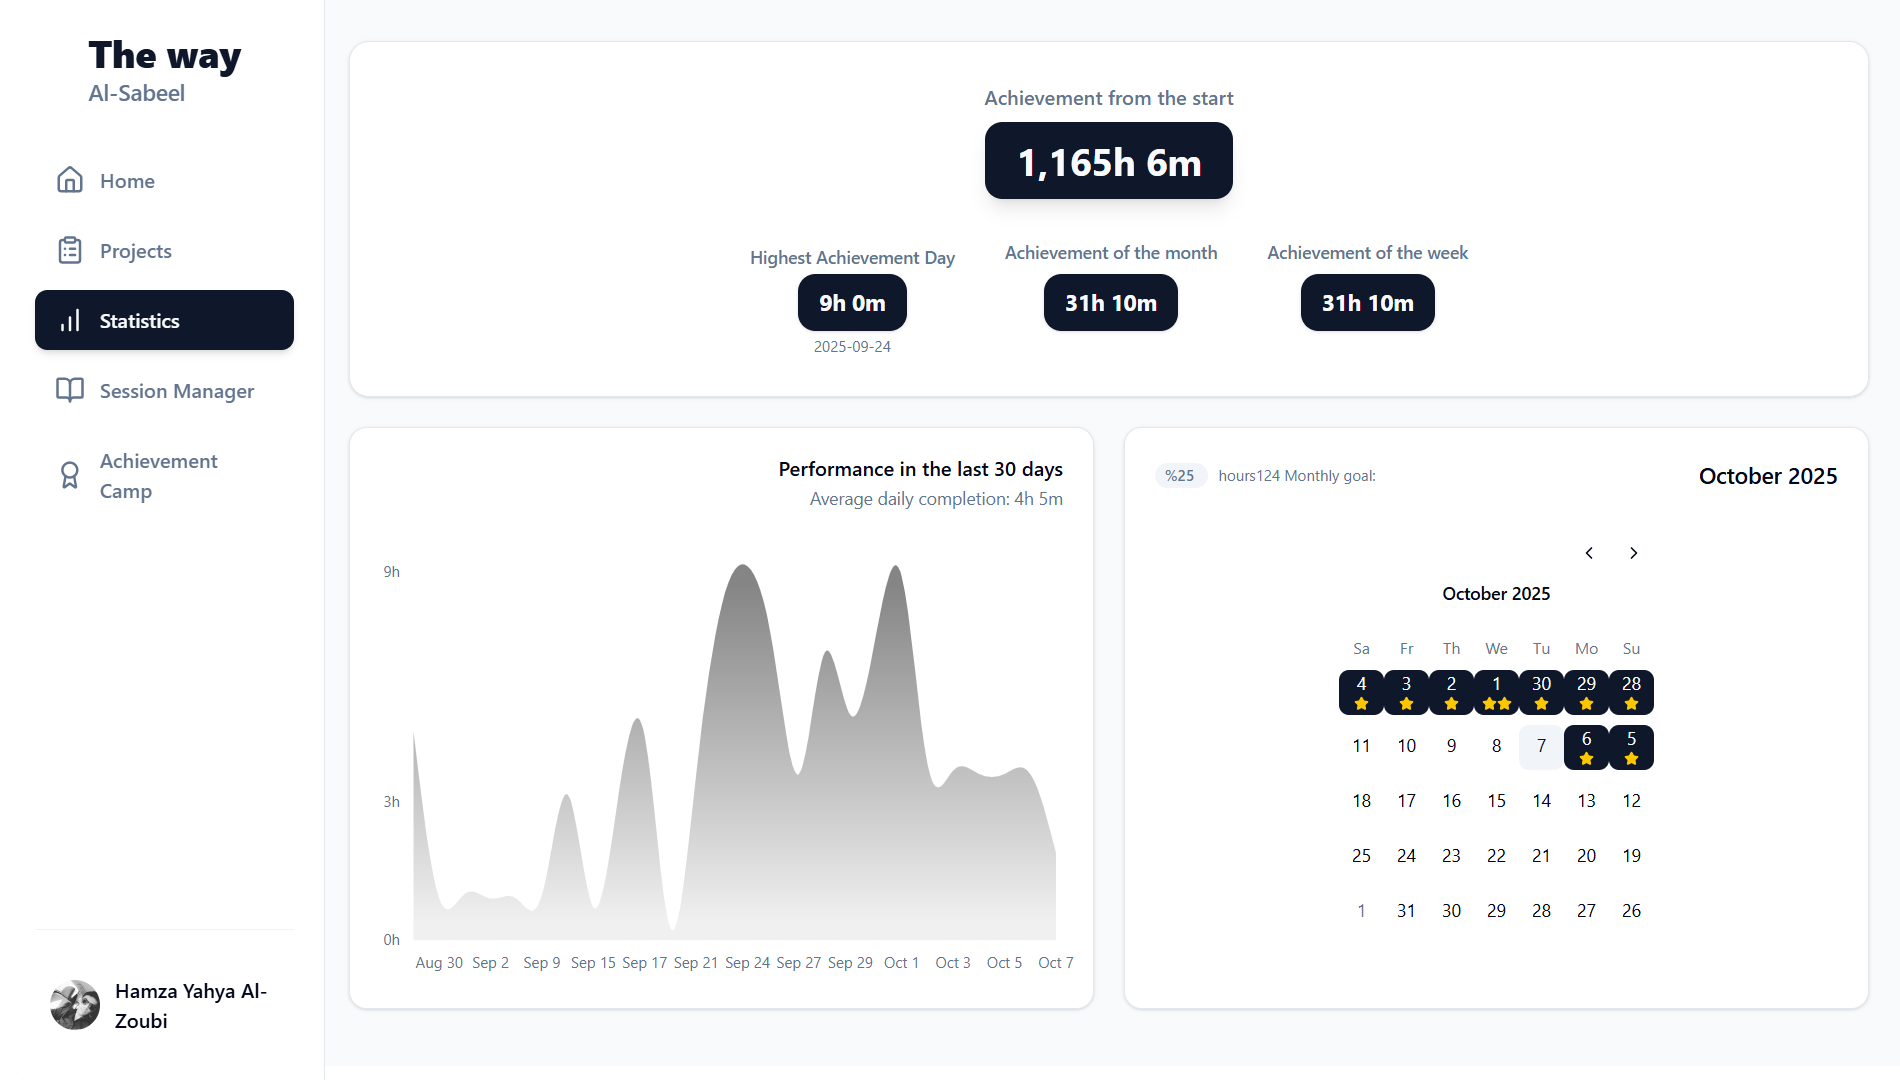 The way
Al-Sabeel
Home
Projects
Statistics
Session Manager
Achievement
Camp
Hamza Yahya Al-
Zoubi
Achievement from the start
1,165h 6m
Highest Achievement Day
9h 0m
2025-09-24
Achievement of the month
31h 10m
Achievement of the week
31h 10m
Performance in the last 30 days
Average daily completion: 4h 5m
9h
3h
0h
Aug 30 Sep 2 Sep 9 Sep 15 Sep 17 Sep 21 Sep 24 Sep 27 Sep 29 Oct 1 Oct 3 Oct 5 Oct 7
%25 hours124 Monthly goal:
October 2025
October 2025
Sa Fr Th We Tu Mo Su
4 3 2 1 30 29 28
11 10 9 8 7 6 5
18 17 16 15 14 13 12
25 24 23 22 21 20 19
1 31 30 29 28 27 26